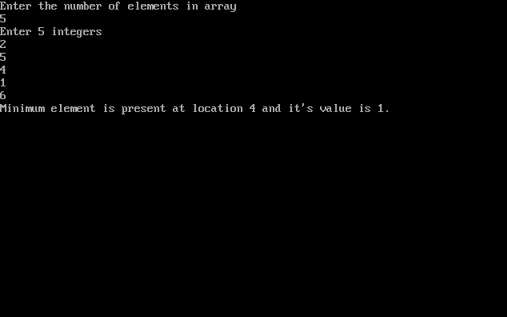 Enter the number of elements in array
5
Enter 5 integers
2
5
4
1
6
Minimum element is present at location 4 and it's value is 1.